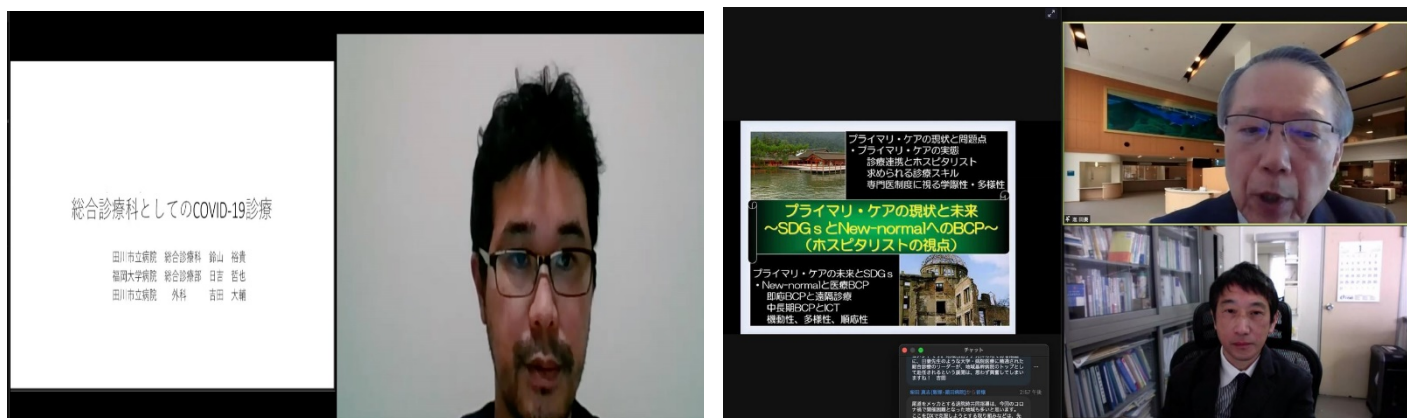 総合診療科としてのCOVID-19診療
田川市立病院 総合診療科 鈴山 裕貴
福岡大学病院 総合診療部 日吉 哲也
田川市立病院 外科 吉田 大輔
プライマリ・ケアの現状と問題点
・プライマリ・ケアの実態
診療連携とホスピタリスト
求められる診療スキル
専門医制度に視る学際性・多様性
プライマリ・ケアの現状と未来
~SDGsとNew-normalへのBCP~
(ホスピタリストの視点)
プライマリ・ケアの未来とSDGs
・New-normalと医療BCP
即応BCPと遠隔診療
中長期BCPとICT
機動性、多様性、順応性
チャット